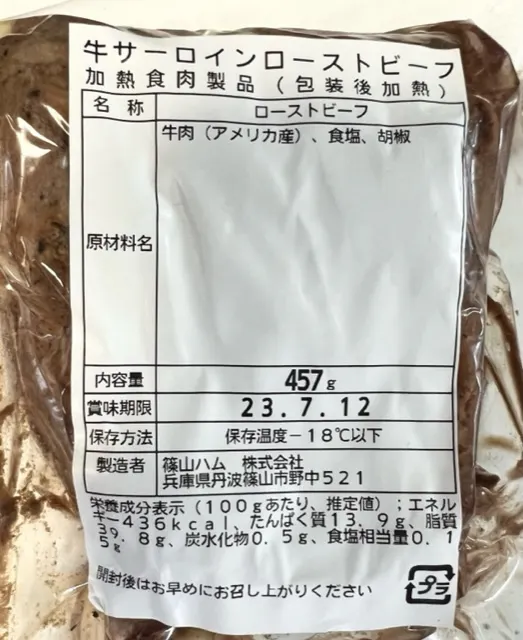 牛サーロインローストビーフ
加熱食肉製品（包装後加熱）
名 称 ローストビーフ
原材料名 牛肉（アメリカ産）、食塩、胡椒
内容量 457g
賞味期限 23.7.12
保存方法 保存温度－18℃以下
製造者 篠山ハム 株式会社
兵庫県丹波篠山市野中521
栄養成分表示（100gあたり、推定値）；エネル
ギー436kcal、たんぱく質13.9g、脂質
39.8g、炭水化物0.5g、食塩相当量0.1
5g
開封後はお早めにお召し上がりください
プラ